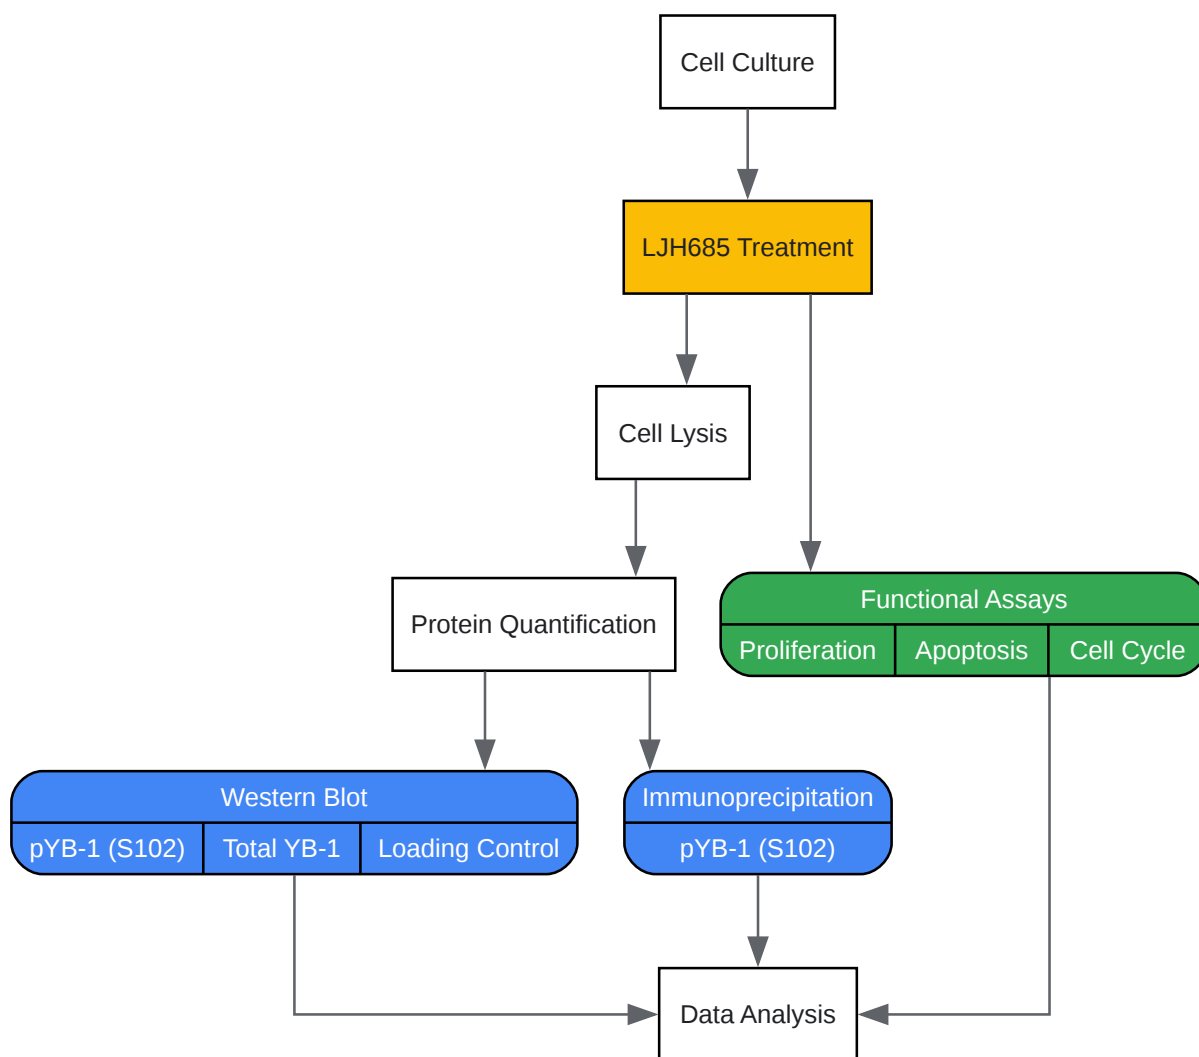 Cell Culture
LJH685 Treatment
Cell Lysis
Functional Assays
Proliferation
Apoptosis
Cell Cycle
Protein Quantification
Western Blot
pYB-1 (S102)
Total YB-1
Loading Control
Immunoprecipitation
pYB-1 (S102)
Data Analysis